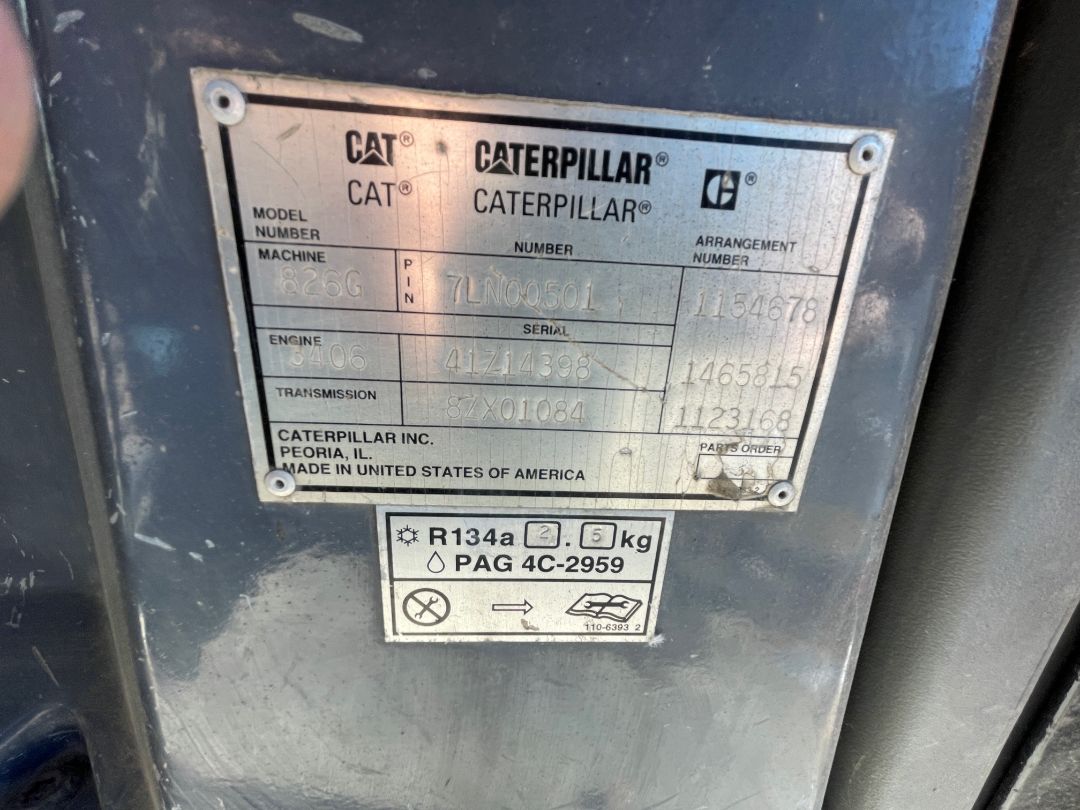 CAT® CATERPILLAR® ®
CAT® CATERPILLAR®
MODEL NUMBER NUMBER ARRANGEMENT NUMBER
MACHINE 826G PIN 7LN00501 1154678
SERIAL
ENGINE 3406 41Z14398 1465815
TRANSMISSION 8ZX01084 1123168
CATERPILLAR INC.
PEORIA, IL.
MADE IN UNITED STATES OF AMERICA
PARTS ORDER
R134a 2.5 kg
PAG 4C-2959
110-6393 2